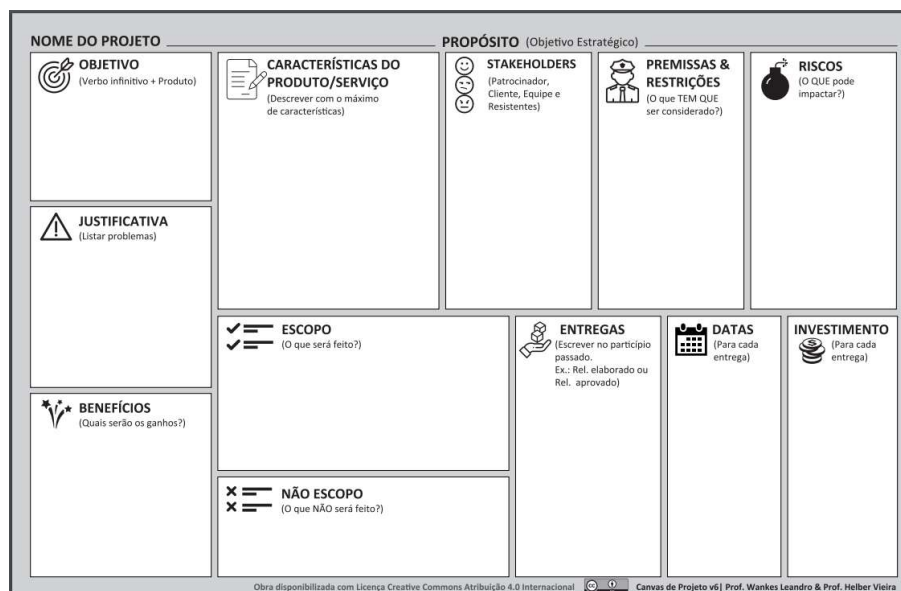 NOME DO PROJETO
PROPÓSITO (Objetivo Estratégico)
OBJETIVO
(Verbo infinitivo + Produto)
JUSTIFICATIVA
(Listar problemas)
BENEFÍCIOS
(Quais serão os ganhos?)
CARACTERÍSTICAS DO
PRODUTO/SERVIÇO
(Descrever com o máximo
de características)
STAKEHOLDERS
(Patrocinador,
Cliente, Equipe e
Resistentes)
PREMISSAS &
RESTRIÇÕES
(O que TEM QUE
ser considerado?)
RISCOS
(O QUE pode
impactar?)
ESCOPO
(O que será feito?)
NÃO ESCOPO
(O que NÃO será feito?)
ENTREGAS
(Escrever no particípio
passado.
Ex.: Rel. elaborado ou
Rel. aprovado)
DATAS
(Para cada
entrega)
INVESTIMENTO
(Para cada
entrega)
Obra disponibilizada com Licença Creative Commons Atribuição 4.0 Internacional
cc
Canvas de Projeto v6| Prof. Wankes Leandro & Prof. Helber Vieira